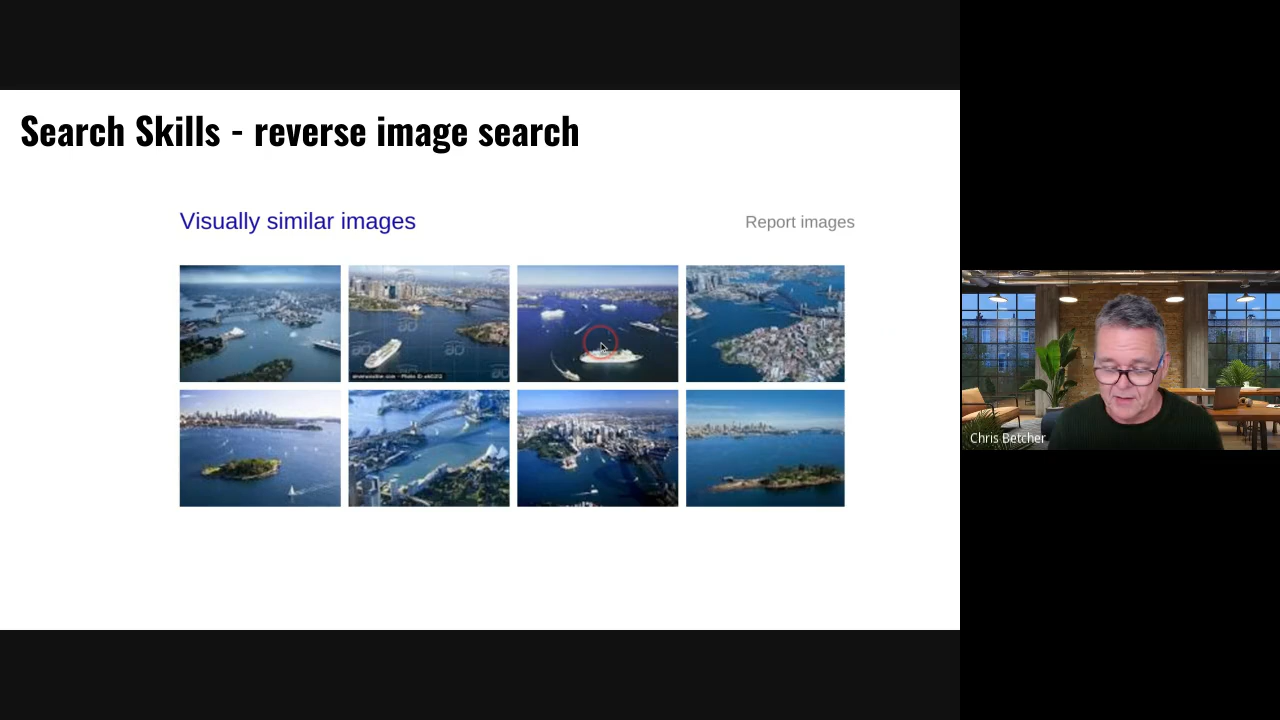 Search Skills - reverse image search
Visually similar images
Report images
Chris Betcher